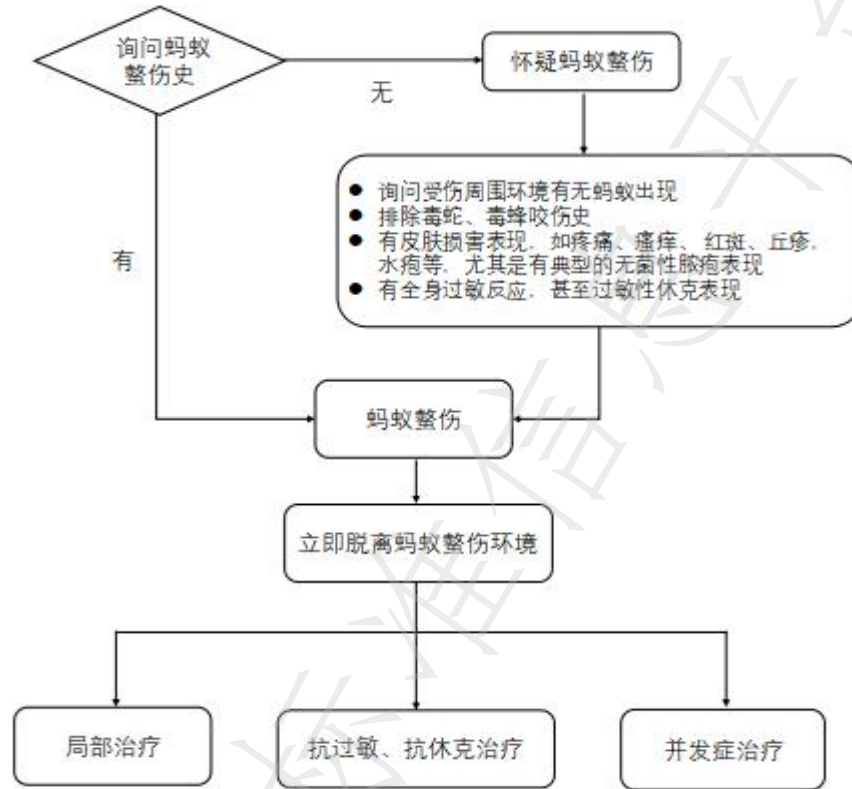 询问蚂蚁
螫伤史
怀疑蚂蚁螫伤
无
有
● 询问受伤周围环境有无蚂蚁出现
● 排除毒蛇、毒蜂咬伤史
● 有皮肤损害表现，如疼痛、瘙痒、红斑、丘疹，
水疱等，尤其是有典型的无菌性脓疱表现
● 有全身过敏反应，甚至过敏性休克表现
蚂蚁螫伤
立即脱离蚂蚁螫伤环境
局部治疗
抗过敏、抗休克治疗
并发症治疗
标准信息平